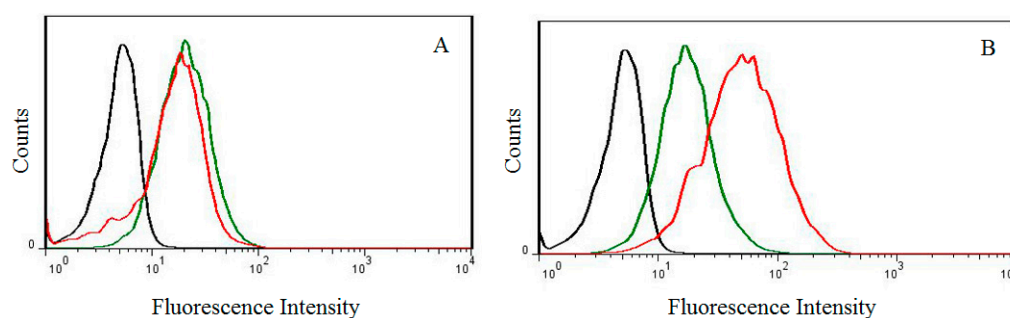 A
Counts
0
10^0 10^1 10^2 10^3 10^4
Fluorescence Intensity
B
Counts
0
10^0 10^1 10^2 10^3
Fluorescence Intensity